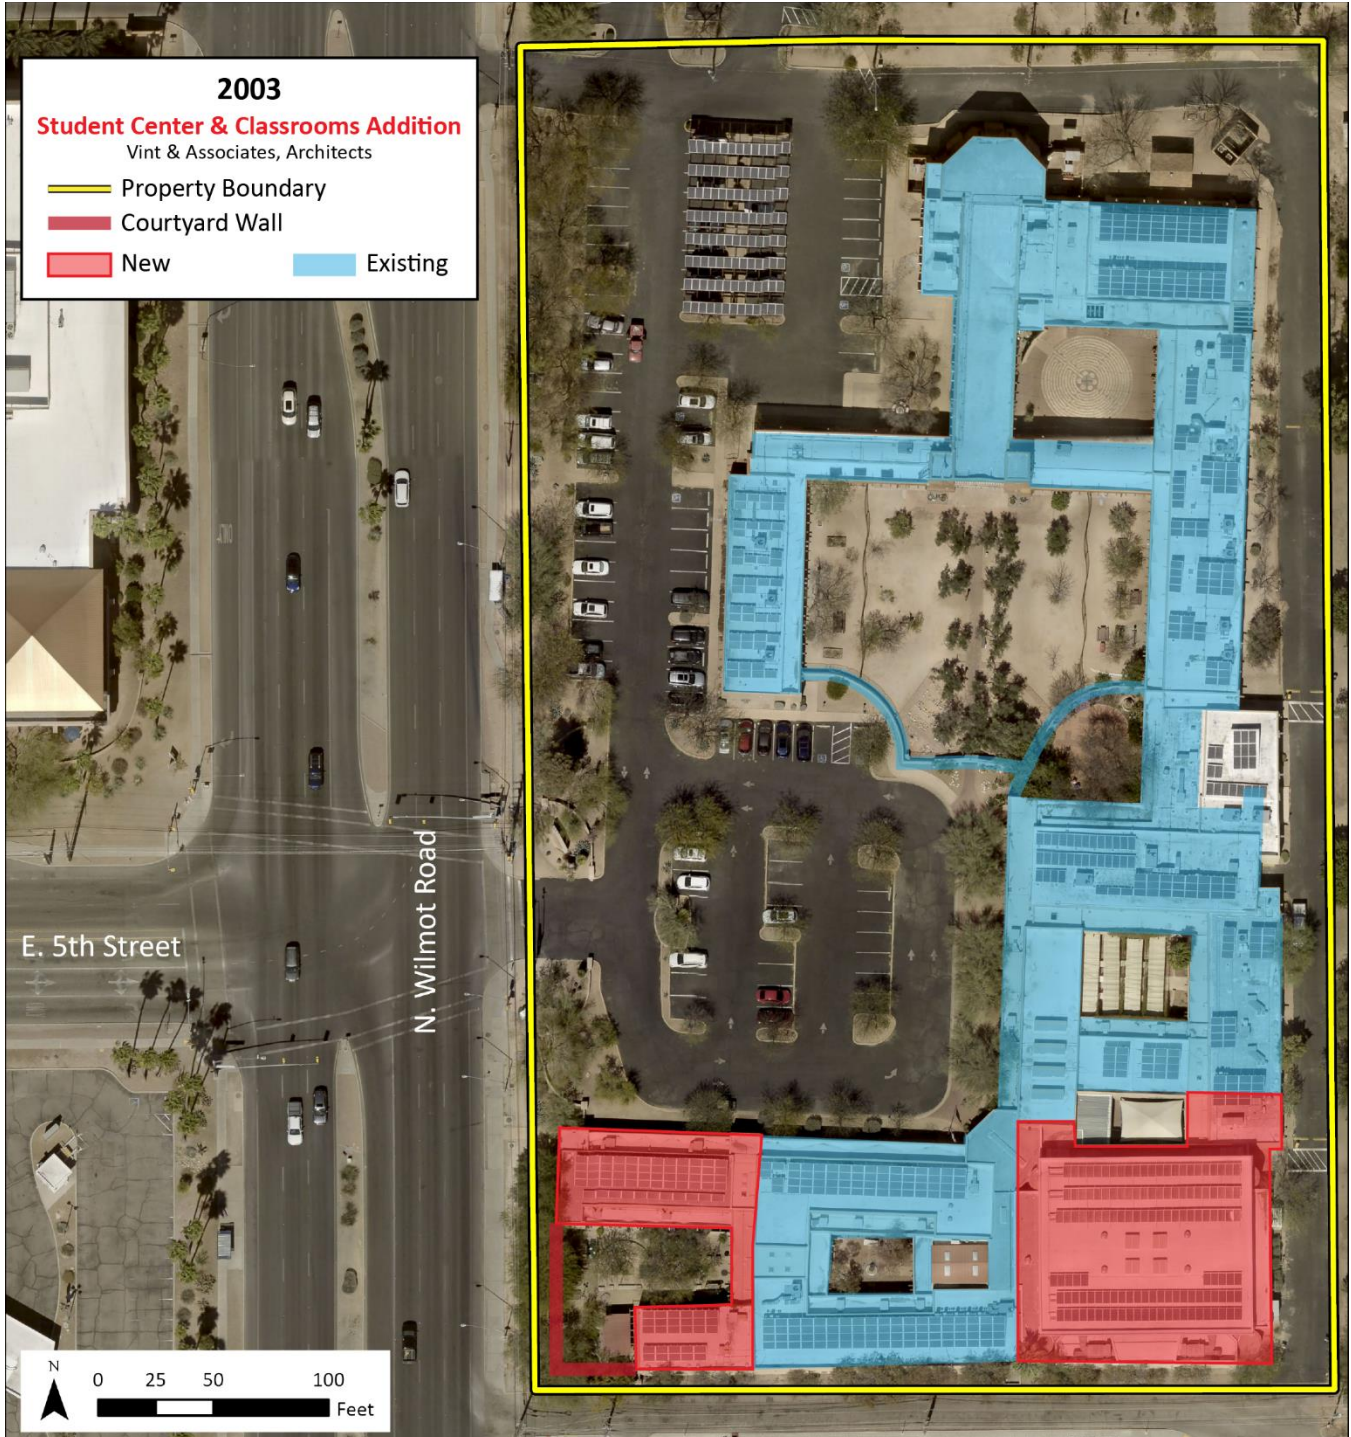 2003
Student Center & Classrooms Addition
Vint & Associates, Architects
Property Boundary
Courtyard Wall
New
Existing
N. Wilmot Road
E. 5th Street
N
0 25 50 100
Feet